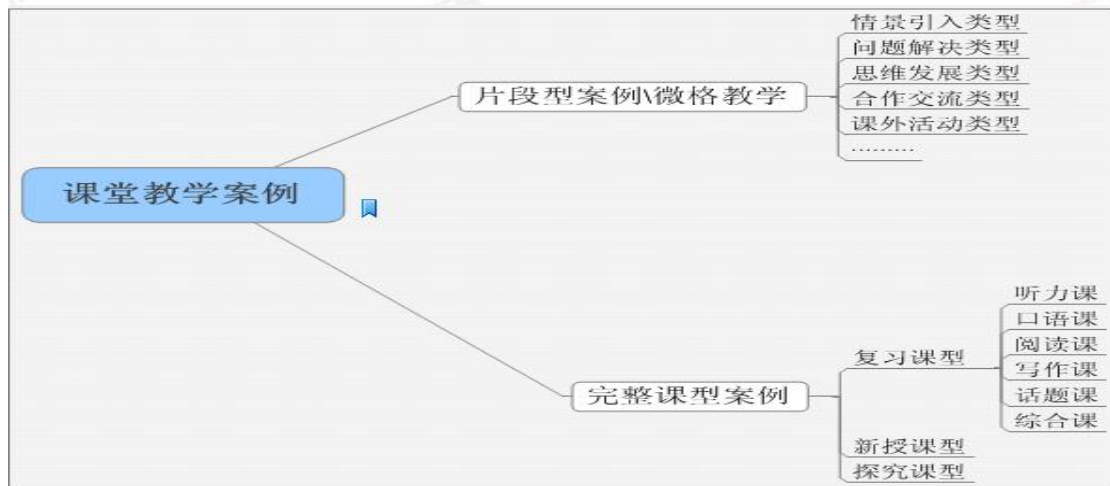 情景引入类型
问题解决类型
思维发展类型
片段型案例\微格教学
合作交流类型
课外活动类型
.........
课堂教学案例
听力课
口语课
阅读课
复习课型
写作课
完整课型案例
话题课
综合课
新授课型
探究课型